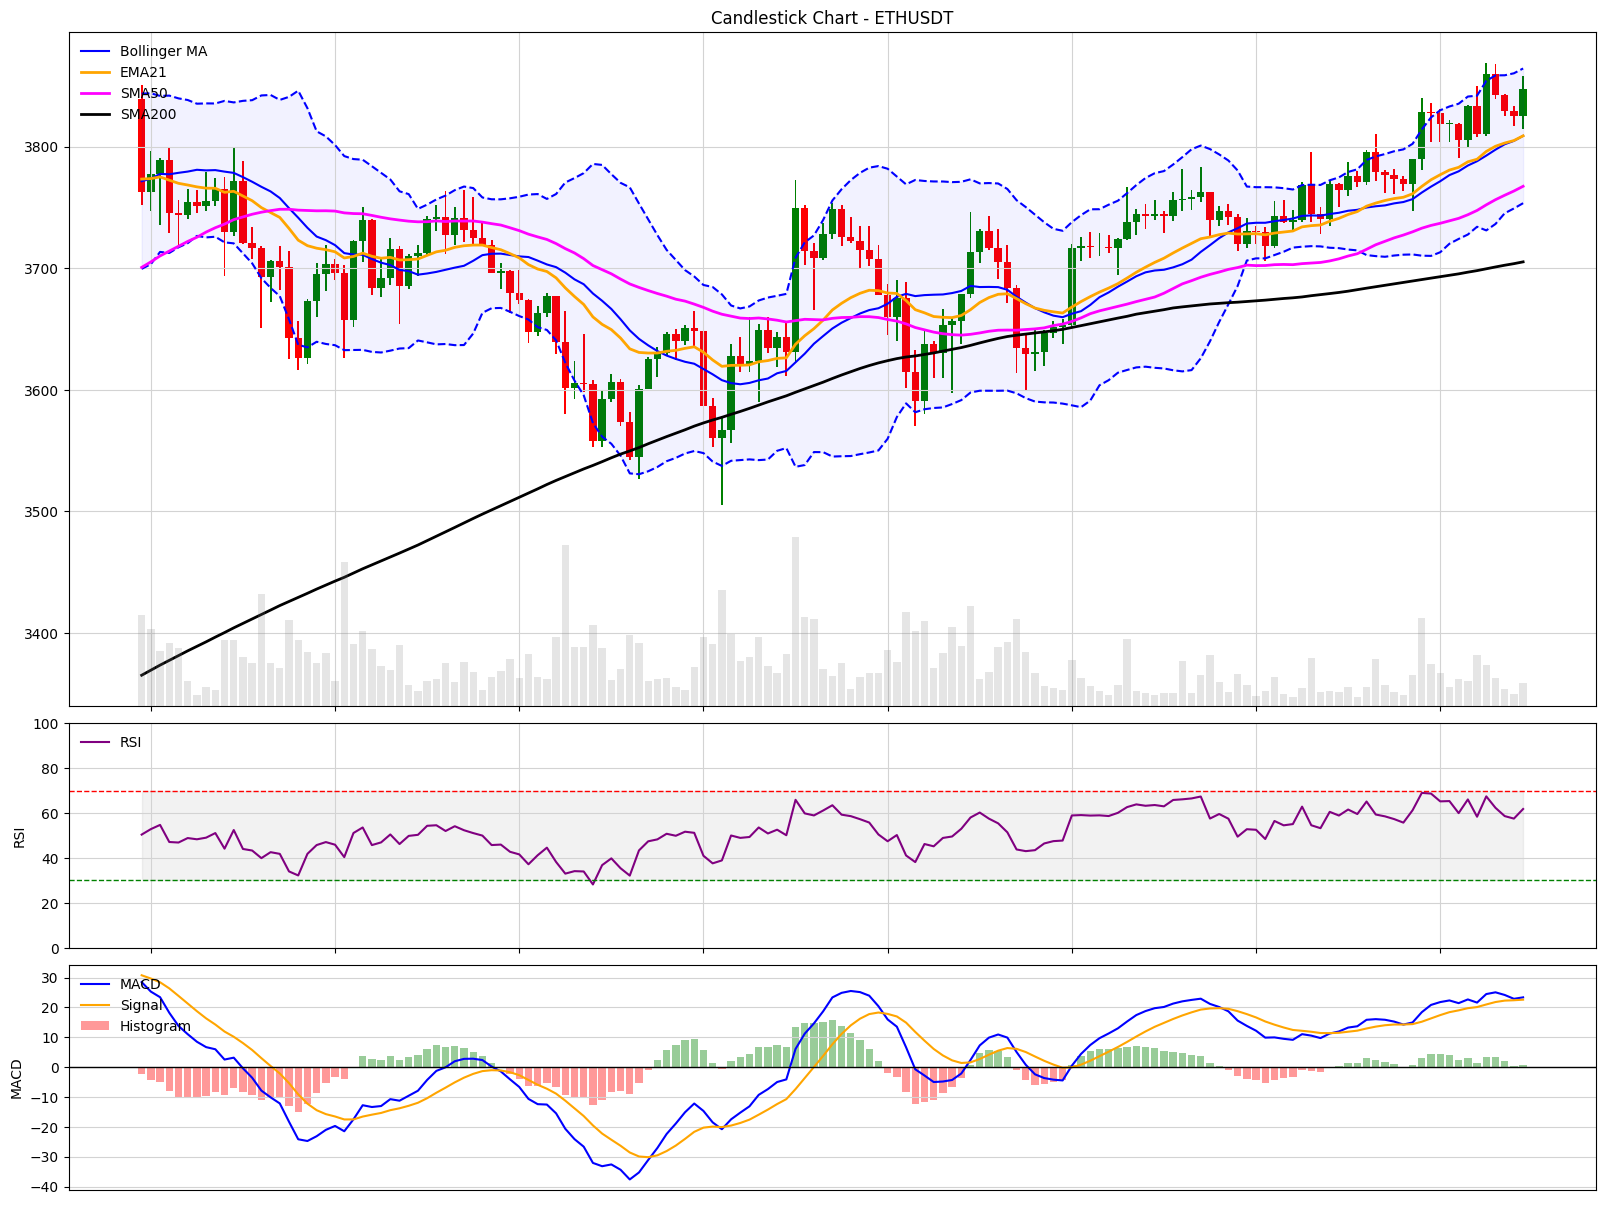 Candlestick Chart - ETHUSDT
Bollinger MA
EMA21
SMA50
SMA200
3800
3700
3600
3500
3400
100
80
60
40
20
0
RSI
RSI
30
20
10
0
−10
−20
−30
−40
MACD
MACD
Signal
Histogram